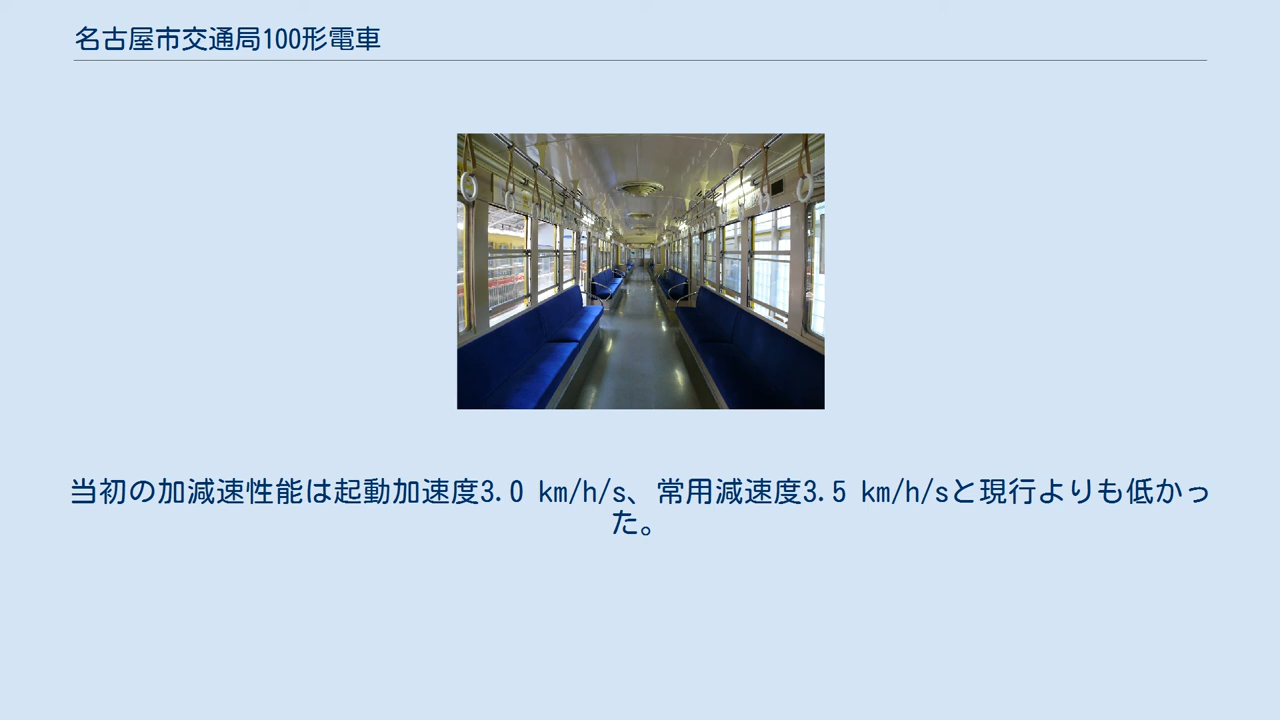 名古屋市交通局100形電車
当初の加減速性能は起動加速度3.0 km/h/s、常用減速度3.5 km/h/sと現行よりも低かっ
た。